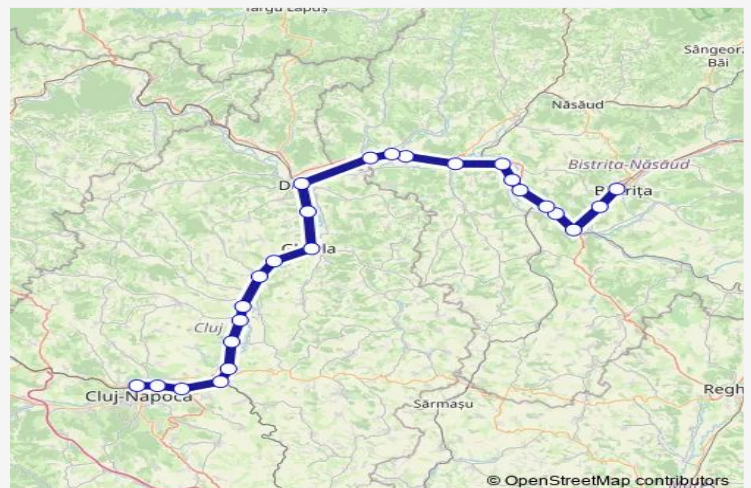 Târgu Lăpuș
Sângeorz
Băi
Năsăud
Bistrița-Năsăud
Cluj
Cluj-Napoca
Sărmașu
Regh
© OpenStreetMap contributors